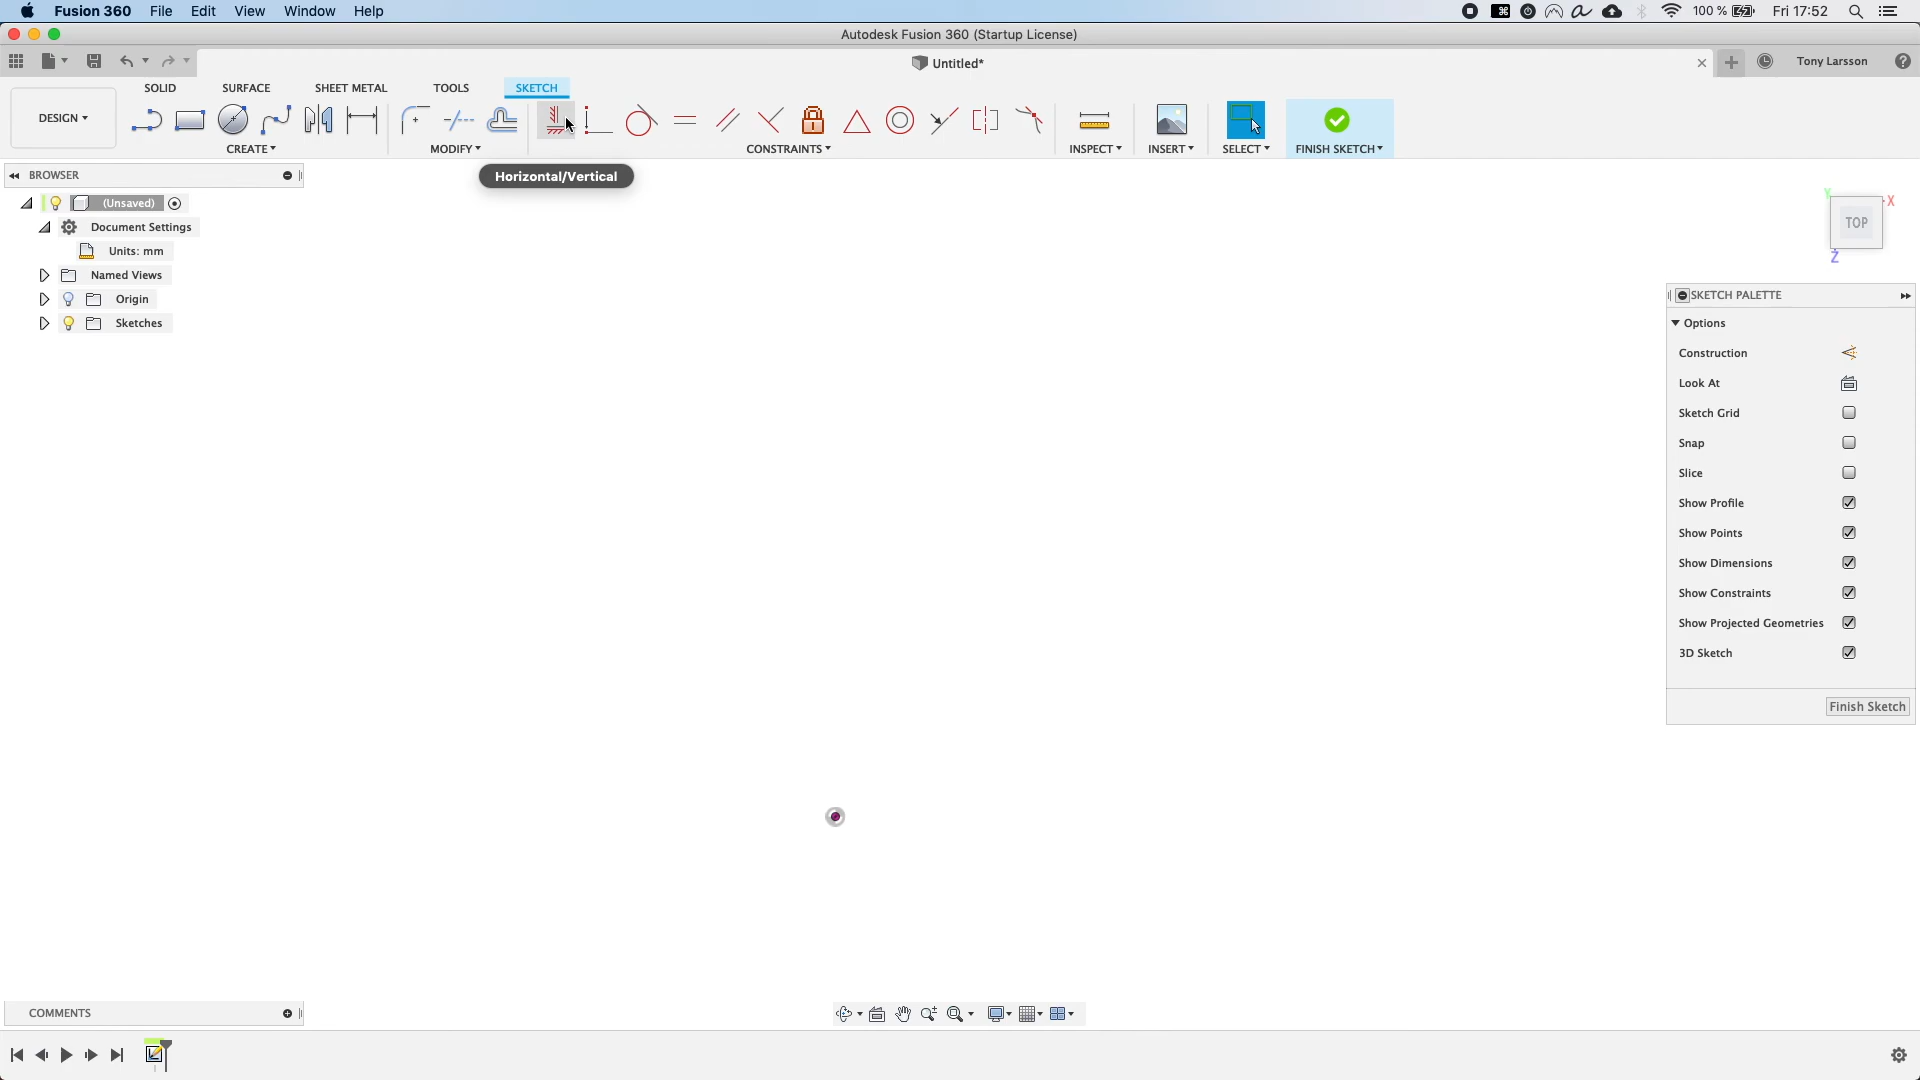 Fusion 360 File Edit View Window Help 100 % Fri 17:52
Autodesk Fusion 360 (Startup License)
Untitled* Tony Larsson
SOLID SURFACE SHEET METAL TOOLS SKETCH
DESIGN
CREATE MODIFY CONSTRAINTS INSPECT INSERT SELECT FINISH SKETCH
Horizontal/Vertical
BROWSER
(Unsaved)
Document Settings
Units: mm
Named Views
Origin
Sketches
Y
X
TOP
Z
SKETCH PALETTE
Options
Construction
Look At
Sketch Grid
Snap
Slice
Show Profile
Show Points
Show Dimensions
Show Constraints
Show Projected Geometries
3D Sketch
Finish Sketch
COMMENTS